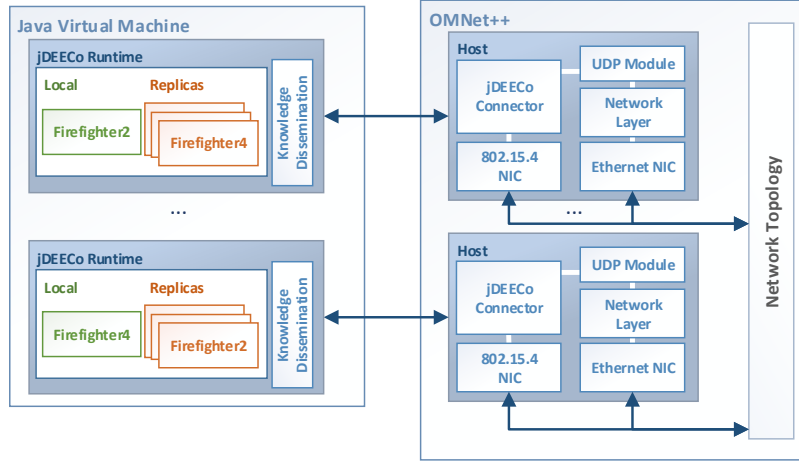 Java Virtual Machine
jDEECo Runtime
Local
Replicas
Firefighter2
Firefighter4
Knowledge
Dissemination
...
jDEECo Runtime
Local
Replicas
Firefighter4
Firefighter2
Knowledge
Dissemination
OMNet++
Host
jDEECo
Connector
UDP Module
Network
Layer
802.15.4
NIC
Ethernet NIC
...
Host
jDEECo
Connector
UDP Module
Network
Layer
802.15.4
NIC
Ethernet NIC
Network Topology